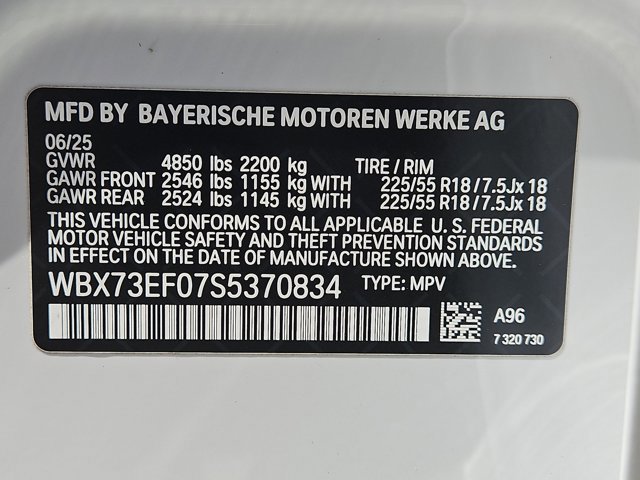 MFD BY BAYERISCHE MOTOREN WERKE AG
06/25
GVWR 4850 lbs 2200 kg TIRE / RIM
GAWR FRONT 2546 lbs 1155 kg WITH 225/55 R18 / 7.5Jx 18
GAWR REAR 2524 lbs 1145 kg WITH 225/55 R18 / 7.5Jx 18
THIS VEHICLE CONFORMS TO ALL APPLICABLE U. S. FEDERAL
MOTOR VEHICLE SAFETY AND THEFT PREVENTION STANDARDS
IN EFFECT ON THE DATE OF MANUFACTURE SHOWN ABOVE.
WBX73EF07S5370834 TYPE: MPV
A96
7 320 730